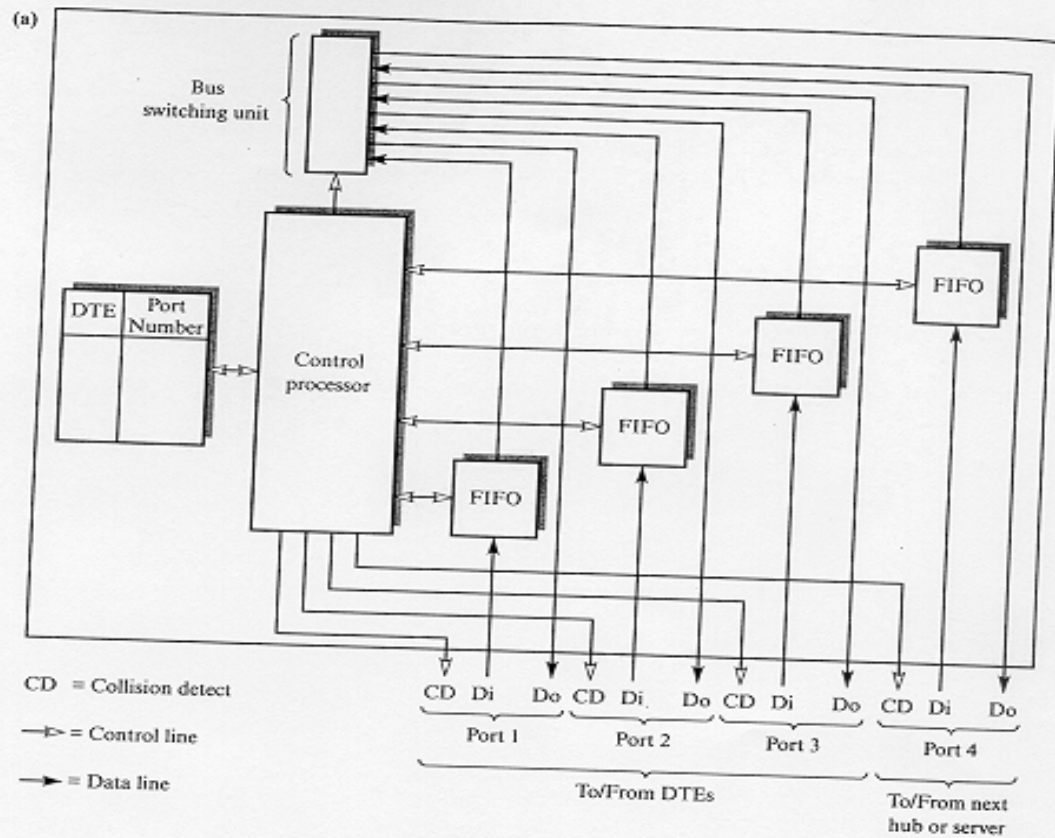 (a)
Bus
switching unit
DTE
Port
Number
Control
processor
FIFO
FIFO
FIFO
FIFO
CD Di Do CD Di Do CD Di Do CD Di Do
Port 1 Port 2 Port 3 Port 4
To/From DTEs
To/From next
hub or server
CD = Collision detect
= Control line
= Data line